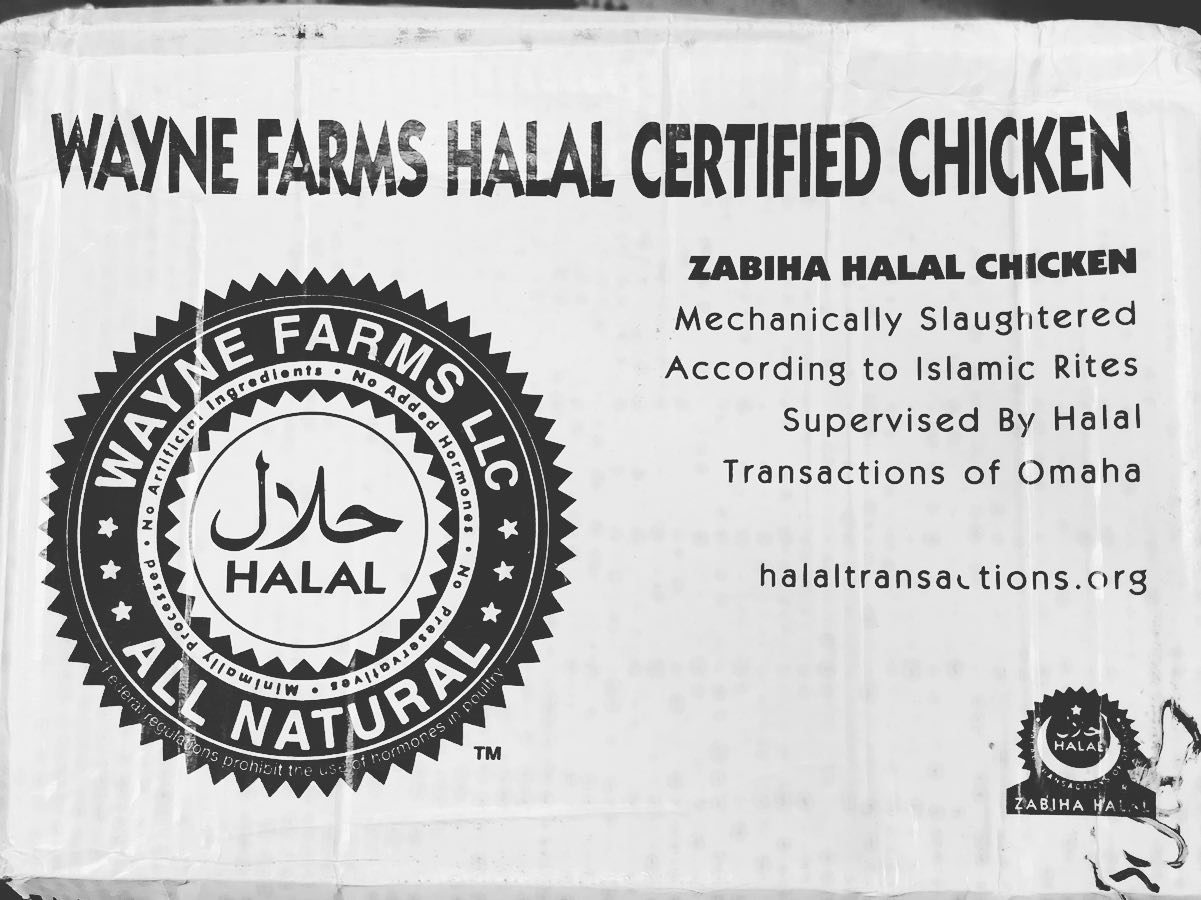 WAYNE FARMS HALAL CERTIFIED CHICKEN
ZABIHA HALAL CHICKEN
Mechanically Slaughtered
According to Islamic Rites
Supervised By Halal
Transactions of Omaha
halaltransactions.org
WAYNE FARMS LLC
No Artificial Ingredients • No Added Hormones • No Preservatives • Minimally Processed •
حلال
HALAL
ALL NATURAL
Federal regulations prohibit the use of hormones in poultry
TM
حلال
HALAL
ZABIHA HALAL